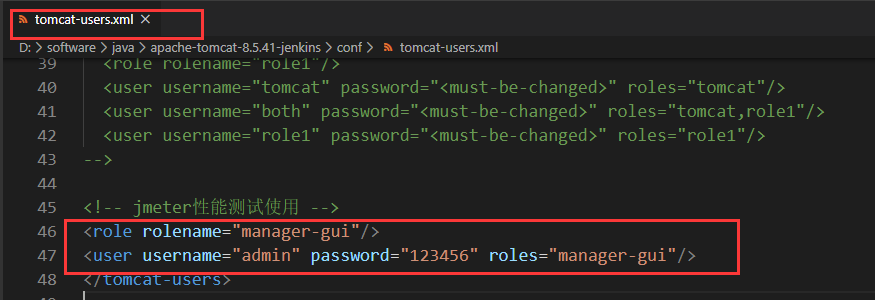 tomcat-users.xml ×
D: > software > java > apache-tomcat-8.5.41-jenkins > conf > tomcat-users.xml
39 <role rolename="role1"/>
40 <user username="tomcat" password="<must-be-changed>" roles="tomcat"/>
41 <user username="both" password="<must-be-changed>" roles="tomcat,role1"/>
42 <user username="role1" password="<must-be-changed>" roles="role1"/>
43 -->
44
45 <!-- jmeter性能测试使用 -->
46 <role rolename="manager-gui"/>
47 <user username="admin" password="123456" roles="manager-gui"/>
48 </tomcat-users>